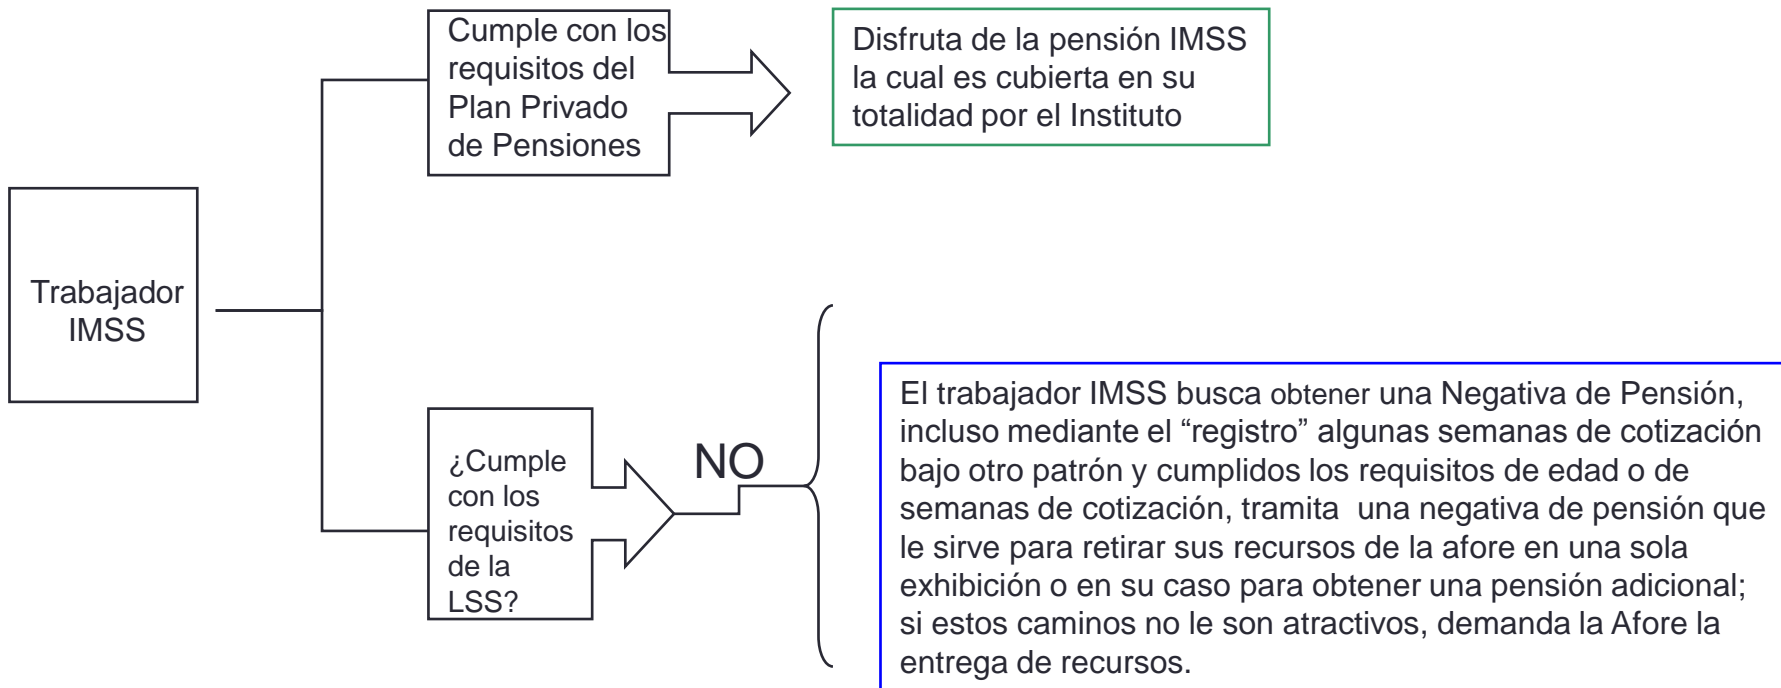 Cumple con los
requisitos del
Plan Privado
de Pensiones
Disfruta de la pensión IMSS
la cual es cubierta en su
totalidad por el Instituto
Trabajador
IMSS
¿Cumple
con los
requisitos
de la
LSS?
NO
El trabajador IMSS busca obtener una Negativa de Pensión,
incluso mediante el “registro” algunas semanas de cotización
bajo otro patrón y cumplidos los requisitos de edad o de
semanas de cotización, tramita una negativa de pensión que
le sirve para retirar sus recursos de la afore en una sola
exhibición o en su caso para obtener una pensión adicional;
si estos caminos no le son atractivos, demanda la Afore la
entrega de recursos.